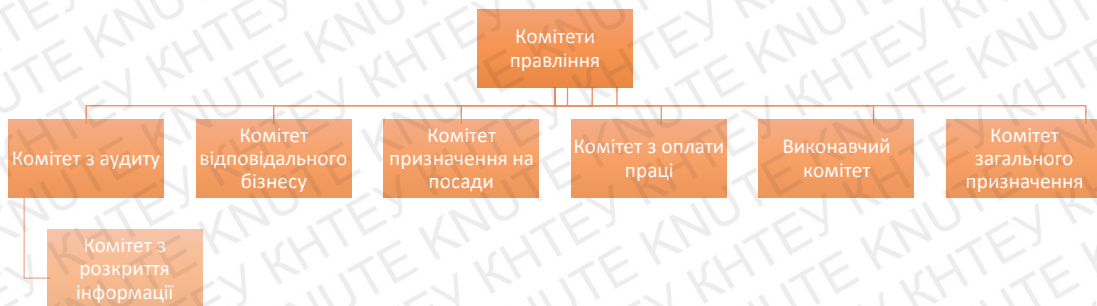 Комітети
правління
Комітет з аудиту
Комітет
відповідального
бізнесу
Комітет
призначення на
посади
Комітет з оплати
праці
Виконавчий
комітет
Комітет
загального
призначення
Комітет з
розкриття
інформації